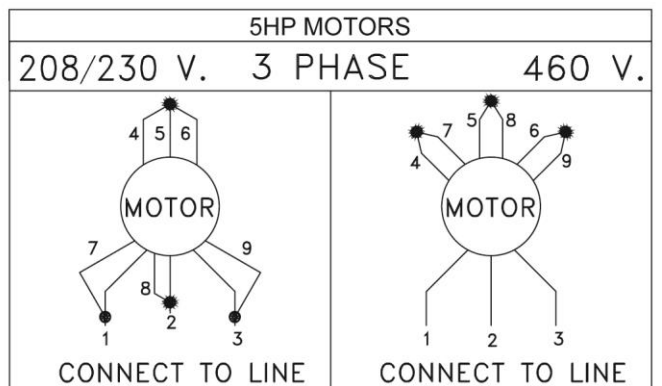 5HP MOTORS
208/230 V. 3 PHASE 460 V.
4 5 6
MOTOR
7 9
8
1 2 3
CONNECT TO LINE
5 8
7 6
4 9
MOTOR
1 2 3
CONNECT TO LINE